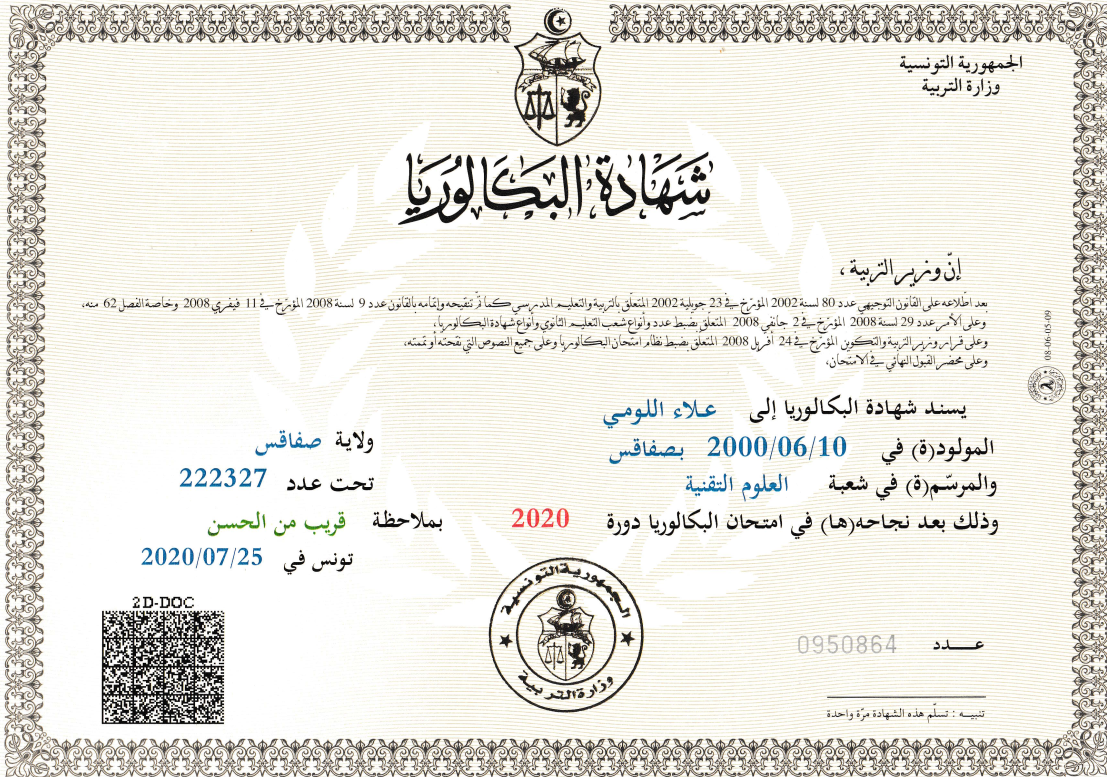 الجمهورية التونسية
وزارة التربية
شَهَادَة البَكَالُورِيَا
إنّ وزير التربية،
بعد اطّلاعه على القانون التوجيهي عدد 80 لسنة 2002 المؤرّخ في 23 جويلية 2002 المتعلّق بالتربية والتعليم المدرسي كما تمّ تنقيحه وإتمامه بالقانون عدد 9 لسنة 2008 المؤرّخ في 11 فيفري 2008 وخاصة الفصل 62 منه،
وعلى الأمر عدد 29 لسنة 2008 المؤرّخ في 2 جانفي 2008 المتعلّق بضبط عدد وأنواع شعب التعليم الثانوي وأنواع شهادة البكالوريا،
وعلى قرار وزير التربية والتكوين المؤرّخ في 24 أفريل 2008 المتعلّق بضبط نظام امتحان البكالوريا وعلى جميع النصوص التي نقحته أو تممته،
وعلى محضر القبول النهائي في الامتحان،
يسند شهادة البكالوريا إلى علاء اللومي
المولود(ة) في 2000/06/10 بصفاقس ولاية صفاقس
والمرسّم(ة) في شعبة العلوم التقنية تحت عدد 222327
وذلك بعد نجاحه(ها) في امتحان البكالوريا دورة 2020 بملاحظة قريب من الحسن
تونس في 2020/07/25
2D-DOC
الجمهورية التونسية
وزارة التربية
عـــدد 0950864
تنبيـه : تسلّم هذه الشهادة مرّة واحدة
08-06-05-09